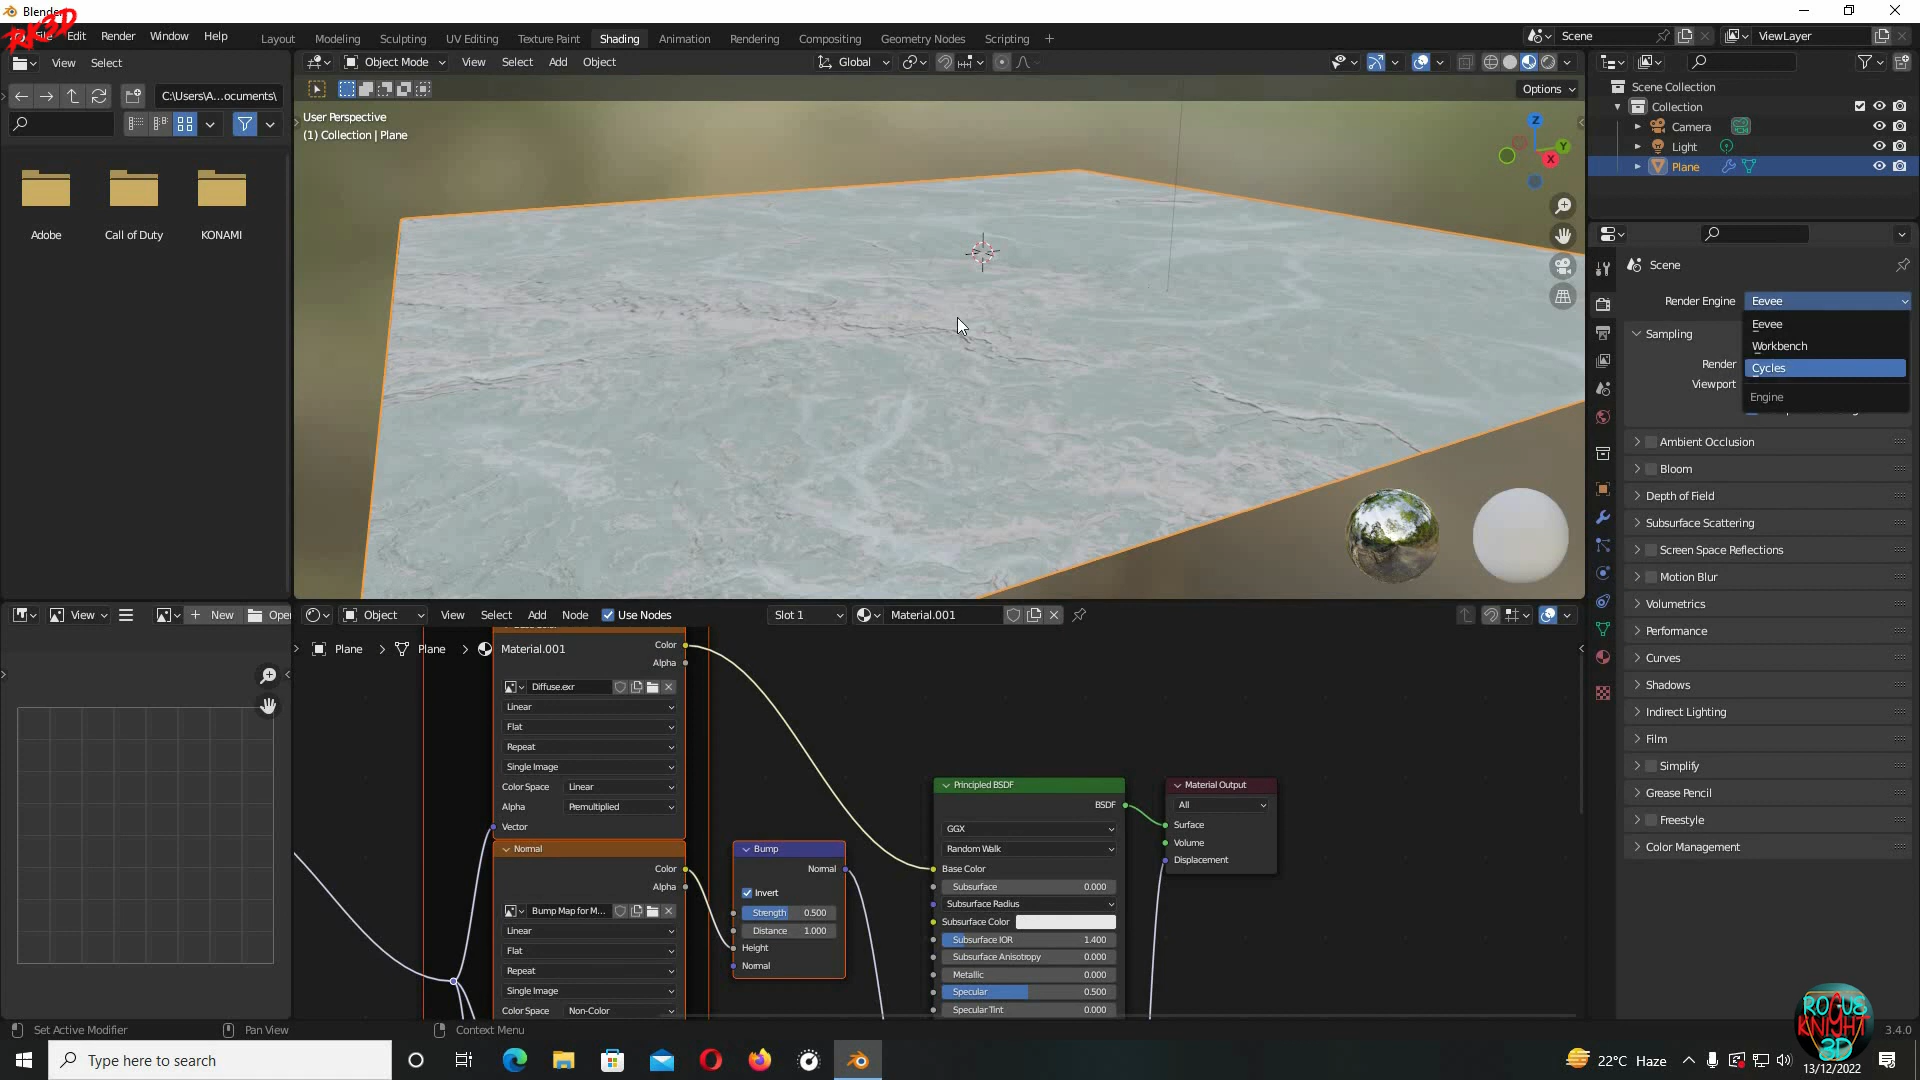 Blender
RK3D
File Edit Render Window Help
Layout Modeling Sculpting UV Editing Texture Paint Shading Animation Rendering Compositing Geometry Nodes Scripting +
Scene
ViewLayer
View Select
Object Mode View Select Add Object
Global
C:\Users\A...ocuments\
Options
User Perspective
(1) Collection | Plane
Z
Y
X
Adobe Call of Duty KONAMI
Scene Collection
Collection
Camera
Light
Plane
Scene
Render Engine Eevee
Eevee
Workbench
Cycles
Engine
Sampling
Render
Viewport
Ambient Occlusion
Bloom
Depth of Field
Subsurface Scattering
Screen Space Reflections
Motion Blur
Volumetrics
Performance
Curves
Shadows
Indirect Lighting
Film
Simplify
Grease Pencil
Freestyle
Color Management
View + New Open
Object View Select Add Node Use Nodes Slot 1 Material.001
Plane > Plane > Material.001
Color
Alpha
Diffuse.exr
Linear
Flat
Repeat
Single Image
Color Space Linear
Alpha Premultiplied
Vector
Normal
Color
Alpha
Bump Map for M...
Linear
Flat
Repeat
Single Image
Color Space Non-Color
Bump
Normal
Invert
Strength 0.500
Distance 1.000
Height
Normal
Principled BSDF
BSDF
GGX
Random Walk
Base Color
Subsurface 0.000
Subsurface Radius
Subsurface Color
Subsurface IOR 1.400
Subsurface Anisotropy 0.000
Metallic 0.000
Specular 0.500
Specular Tint 0.000
Material Output
All
Surface
Volume
Displacement
Set Active Modifier Pan View Context Menu
3.4.0
ROGUE
KNIGHT
3D
Type here to search
22°C Haze
13/12/2022